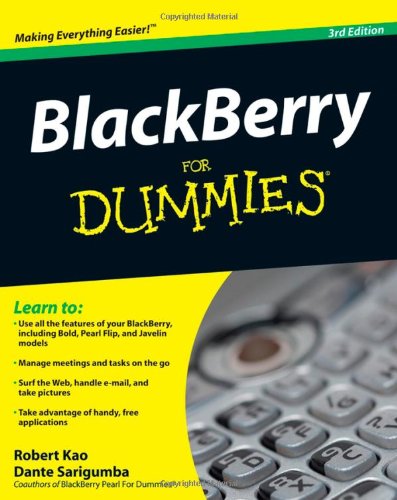 Copyrighted Material
Making Everything Easier!™
3rd Edition
BlackBerry
FOR
DUMMIES®
Learn to:
• Use all the features of your BlackBerry,
including Bold, Pearl Flip, and Javelin
models
• Manage meetings and tasks on the go
• Surf the Web, handle e-mail, and
take pictures
• Take advantage of handy, free
applications
Robert Kao
Dante Sarigumba
Coauthors of BlackBerry Pearl For Dummies
Copyrighted Material